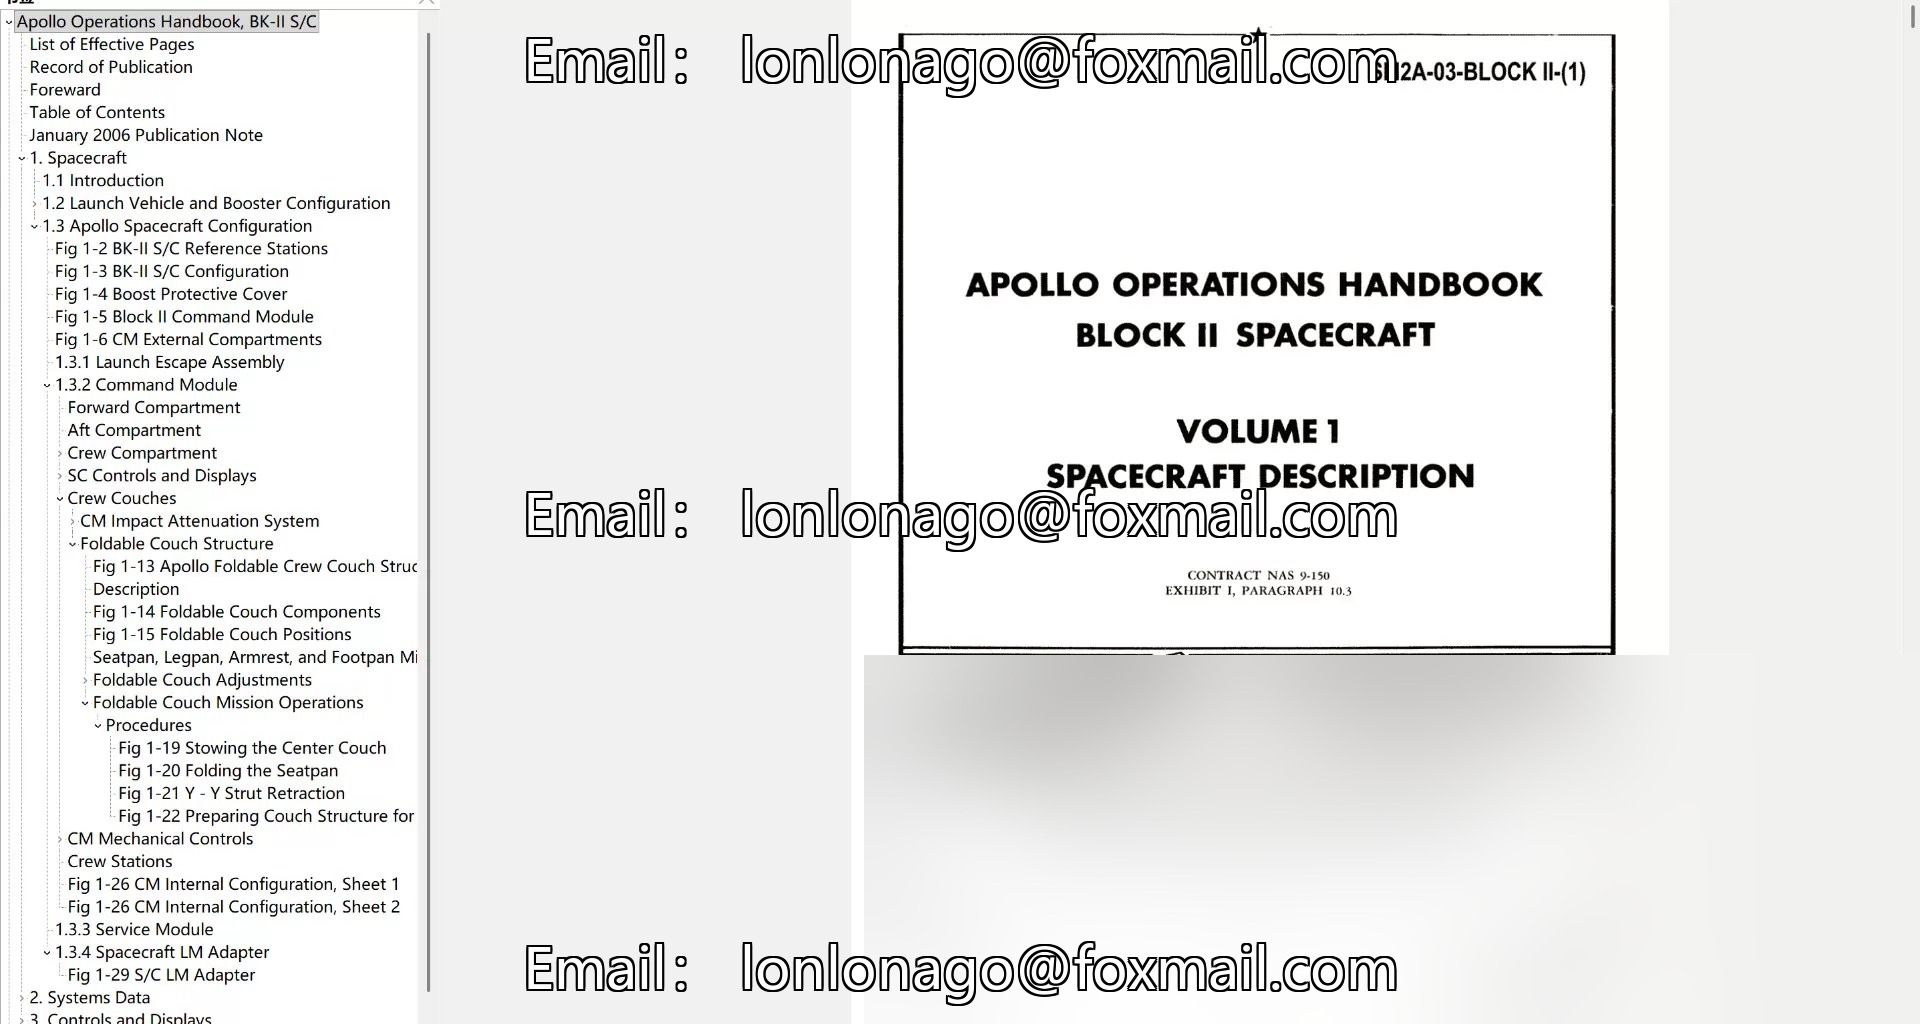 Apollo Operations Handbook, BK-II S/C
List of Effective Pages
Record of Publication
Foreward
Table of Contents
January 2006 Publication Note
1. Spacecraft
1.1 Introduction
1.2 Launch Vehicle and Booster Configuration
1.3 Apollo Spacecraft Configuration
Fig 1-2 BK-II S/C Reference Stations
Fig 1-3 BK-II S/C Configuration
Fig 1-4 Boost Protective Cover
Fig 1-5 Block II Command Module
Fig 1-6 CM External Compartments
1.3.1 Launch Escape Assembly
1.3.2 Command Module
Forward Compartment
Aft Compartment
Crew Compartment
SC Controls and Displays
Crew Couches
CM Impact Attenuation System
Foldable Couch Structure
Fig 1-13 Apollo Foldable Crew Couch Struc
Description
Fig 1-14 Foldable Couch Components
Fig 1-15 Foldable Couch Positions
Seatpan, Legpan, Armrest, and Footpan Mi
Foldable Couch Adjustments
Foldable Couch Mission Operations
Procedures
Fig 1-19 Stowing the Center Couch
Fig 1-20 Folding the Seatpan
Fig 1-21 Y - Y Strut Retraction
Fig 1-22 Preparing Couch Structure for
CM Mechanical Controls
Crew Stations
Fig 1-26 CM Internal Configuration, Sheet 1
Fig 1-26 CM Internal Configuration, Sheet 2
1.3.3 Service Module
1.3.4 Spacecraft LM Adapter
Fig 1-29 S/C LM Adapter
2. Systems Data
3. Controls and Displays
Email： lonlonago@foxmail.com
SM2A-03-BLOCK II-(1)
APOLLO OPERATIONS HANDBOOK
BLOCK II SPACECRAFT
VOLUME 1
SPACECRAFT DESCRIPTION
Email： lonlonago@foxmail.com
CONTRACT NAS 9-150
EXHIBIT I, PARAGRAPH 10.3
Email： lonlonago@foxmail.com